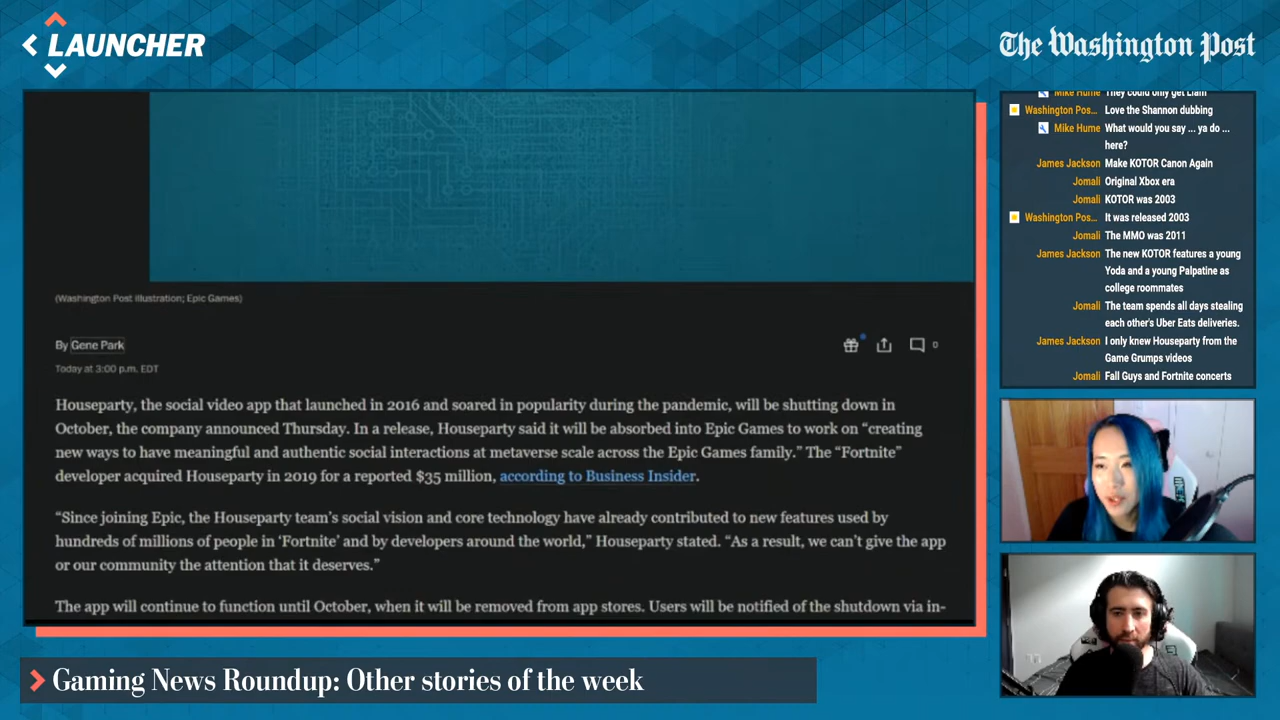 LAUNCHER
The Washington Post
(Washington Post illustration; Epic Games)
By Gene Park
0
Today at 3:00 p.m. EDT
Houseparty, the social video app that launched in 2016 and soared in popularity during the pandemic, will be shutting down in
October, the company announced Thursday. In a release, Houseparty said it will be absorbed into Epic Games to work on “creating
new ways to have meaningful and authentic social interactions at metaverse scale across the Epic Games family.” The “Fortnite”
developer acquired Houseparty in 2019 for a reported $35 million, according to Business Insider.
“Since joining Epic, the Houseparty team’s social vision and core technology have already contributed to new features used by
hundreds of millions of people in ‘Fortnite’ and by developers around the world,” Houseparty stated. “As a result, we can’t give the app
or our community the attention that it deserves.”
The app will continue to function until October, when it will be removed from app stores. Users will be notified of the shutdown via in-
Mike Hume They could only get Liam
Washington Pos... Love the Shannon dubbing
Mike Hume What would you say ... ya do ...
here?
James Jackson Make KOTOR Canon Again
Jomali Original Xbox era
Jomali KOTOR was 2003
Washington Pos... It was released 2003
Jomali The MMO was 2011
James Jackson The new KOTOR features a young
Yoda and a young Palpatine as
college roommates
Jomali The team spends all days stealing
each other's Uber Eats deliveries.
James Jackson I only knew Houseparty from the
Game Grumps videos
Jomali Fall Guys and Fortnite concerts
Gaming News Roundup: Other stories of the week